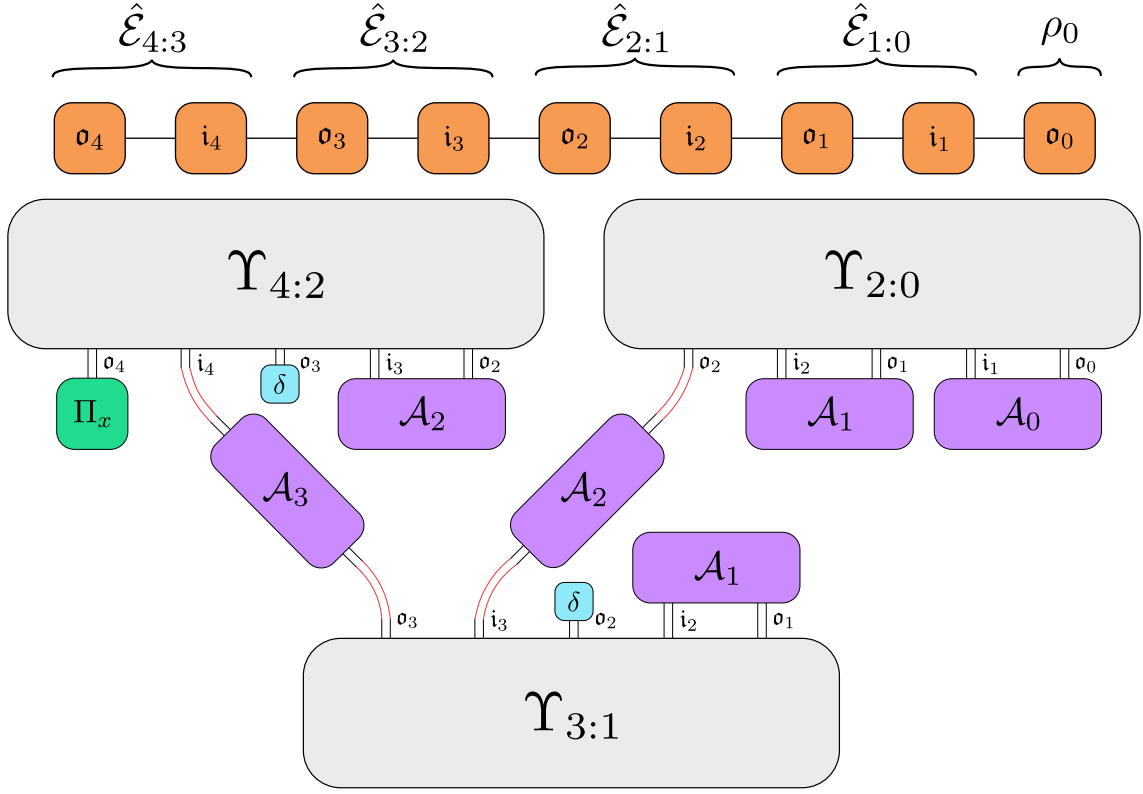 ℰ̂₄:₃ ℰ̂₃:₂ ℰ̂₂:₁ ℰ̂₁:₀ ρ₀
𝔬₄ 𝔦₄ 𝔬₃ 𝔦₃ 𝔬₂ 𝔦₂ 𝔬₁ 𝔦₁ 𝔬₀
ϒ₄:₂ ϒ₂:₀
𝔬₄ 𝔦₄ 𝔬₃ 𝔦₃ 𝔬₂ 𝔬₂ 𝔦₂ 𝔬₁ 𝔦₁ 𝔬₀
Πₓ δ 𝒜₂ 𝒜₁ 𝒜₀
𝒜₃ 𝒜₂
𝒜₁
δ
𝔬₃ 𝔦₃ 𝔬₂ 𝔦₂ 𝔬₁
ϒ₃:₁